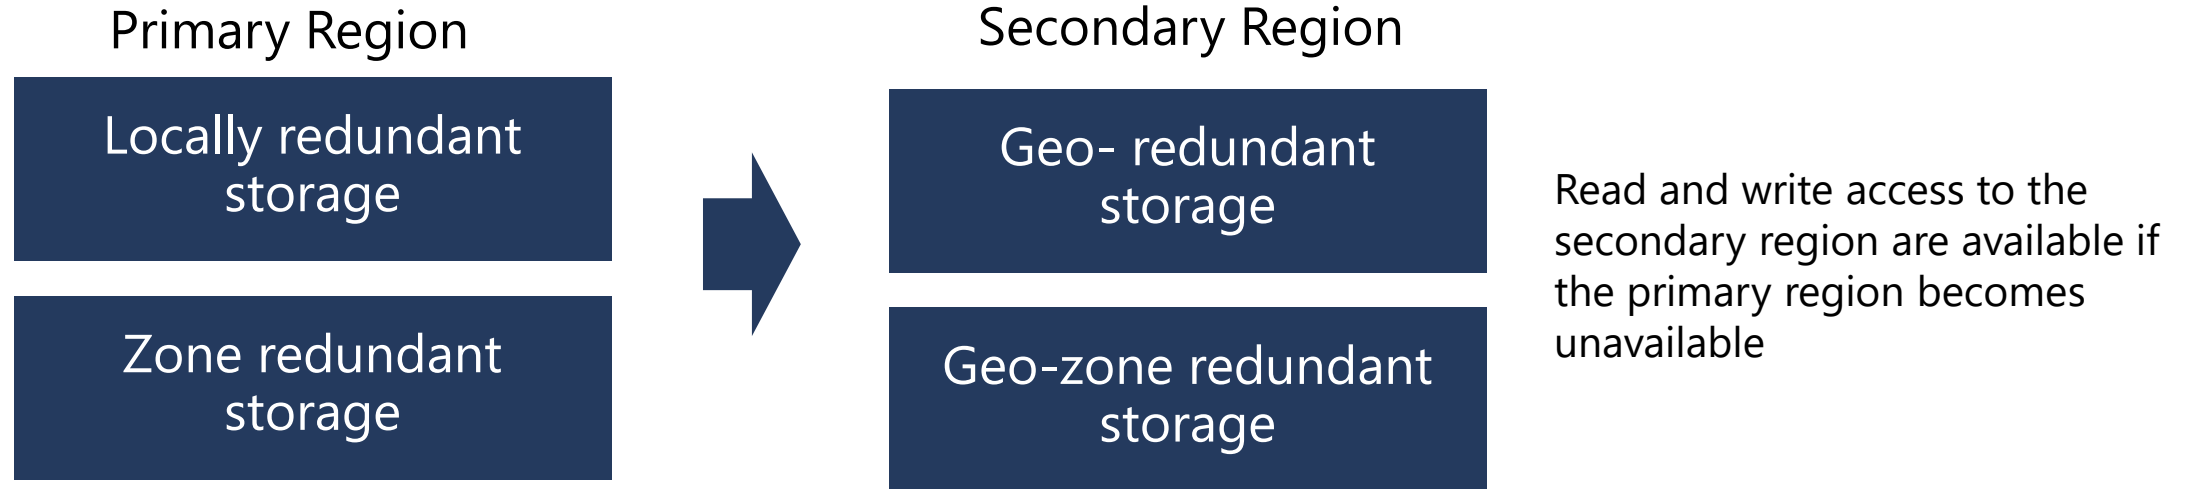 Primary Region
Locally redundant
storage
Zone redundant
storage
Secondary Region
Geo- redundant
storage
Geo-zone redundant
storage
Read and write access to the
secondary region are available if
the primary region becomes
unavailable